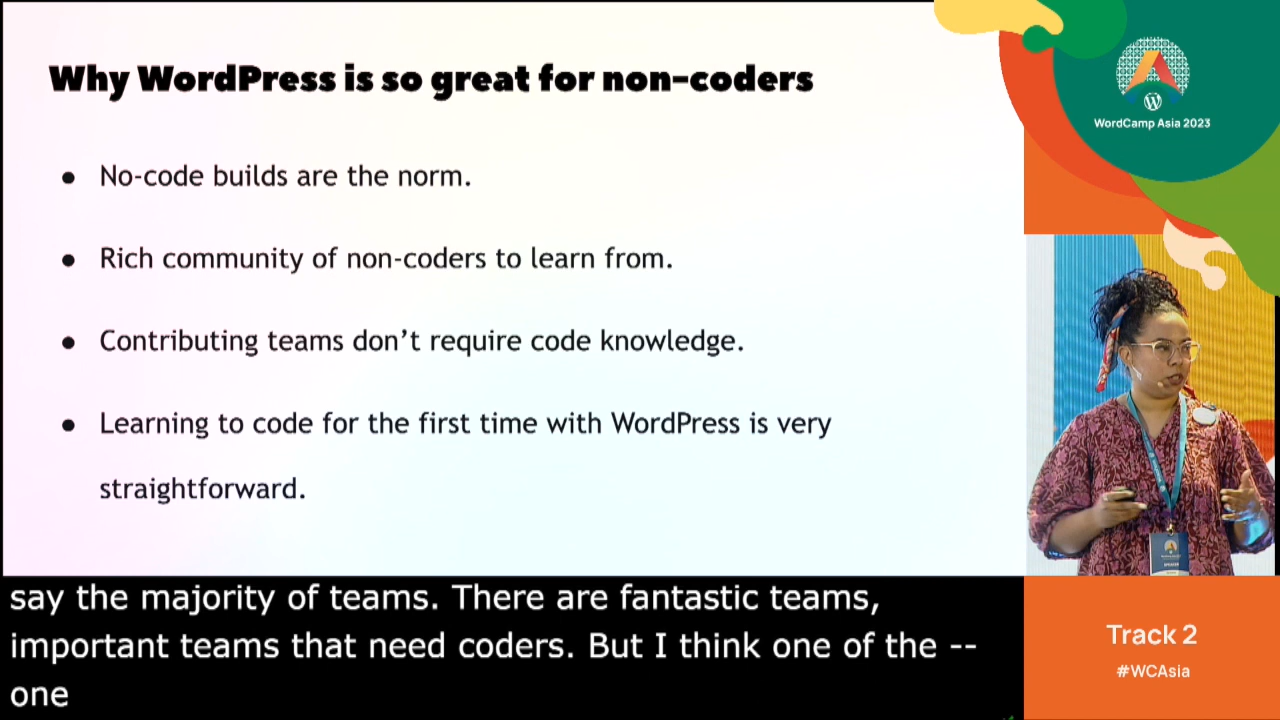 Why WordPress is so great for non-coders
● No-code builds are the norm.
● Rich community of non-coders to learn from.
● Contributing teams don’t require code knowledge.
● Learning to code for the first time with WordPress is very
straightforward.
WordCamp Asia 2023
say the majority of teams. There are fantastic teams,
important teams that need coders. But I think one of the --
one
Track 2
#WCAsia